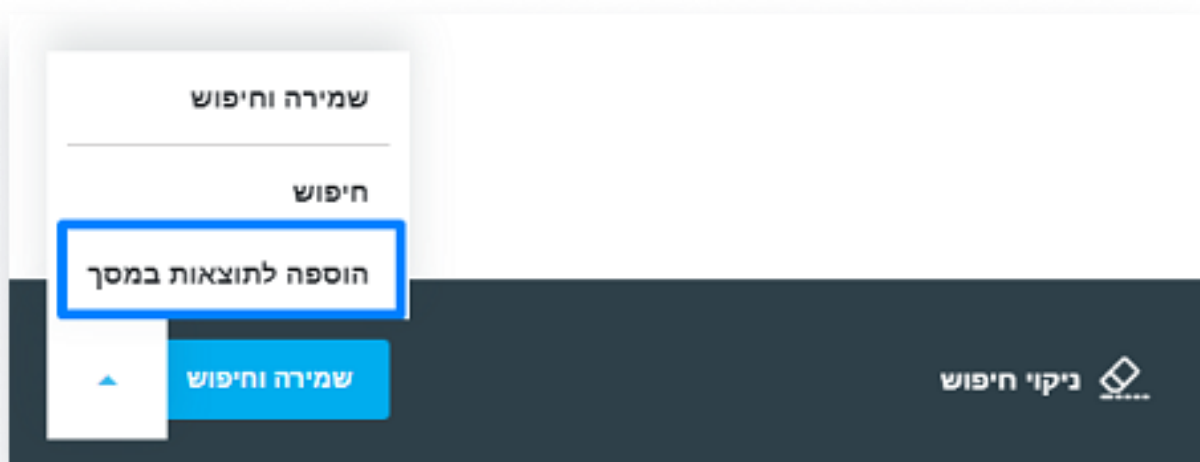 שמירה וחיפוש
חיפוש
הוספה לתוצאות במסך
ניקוי חיפוש
שמירה וחיפוש